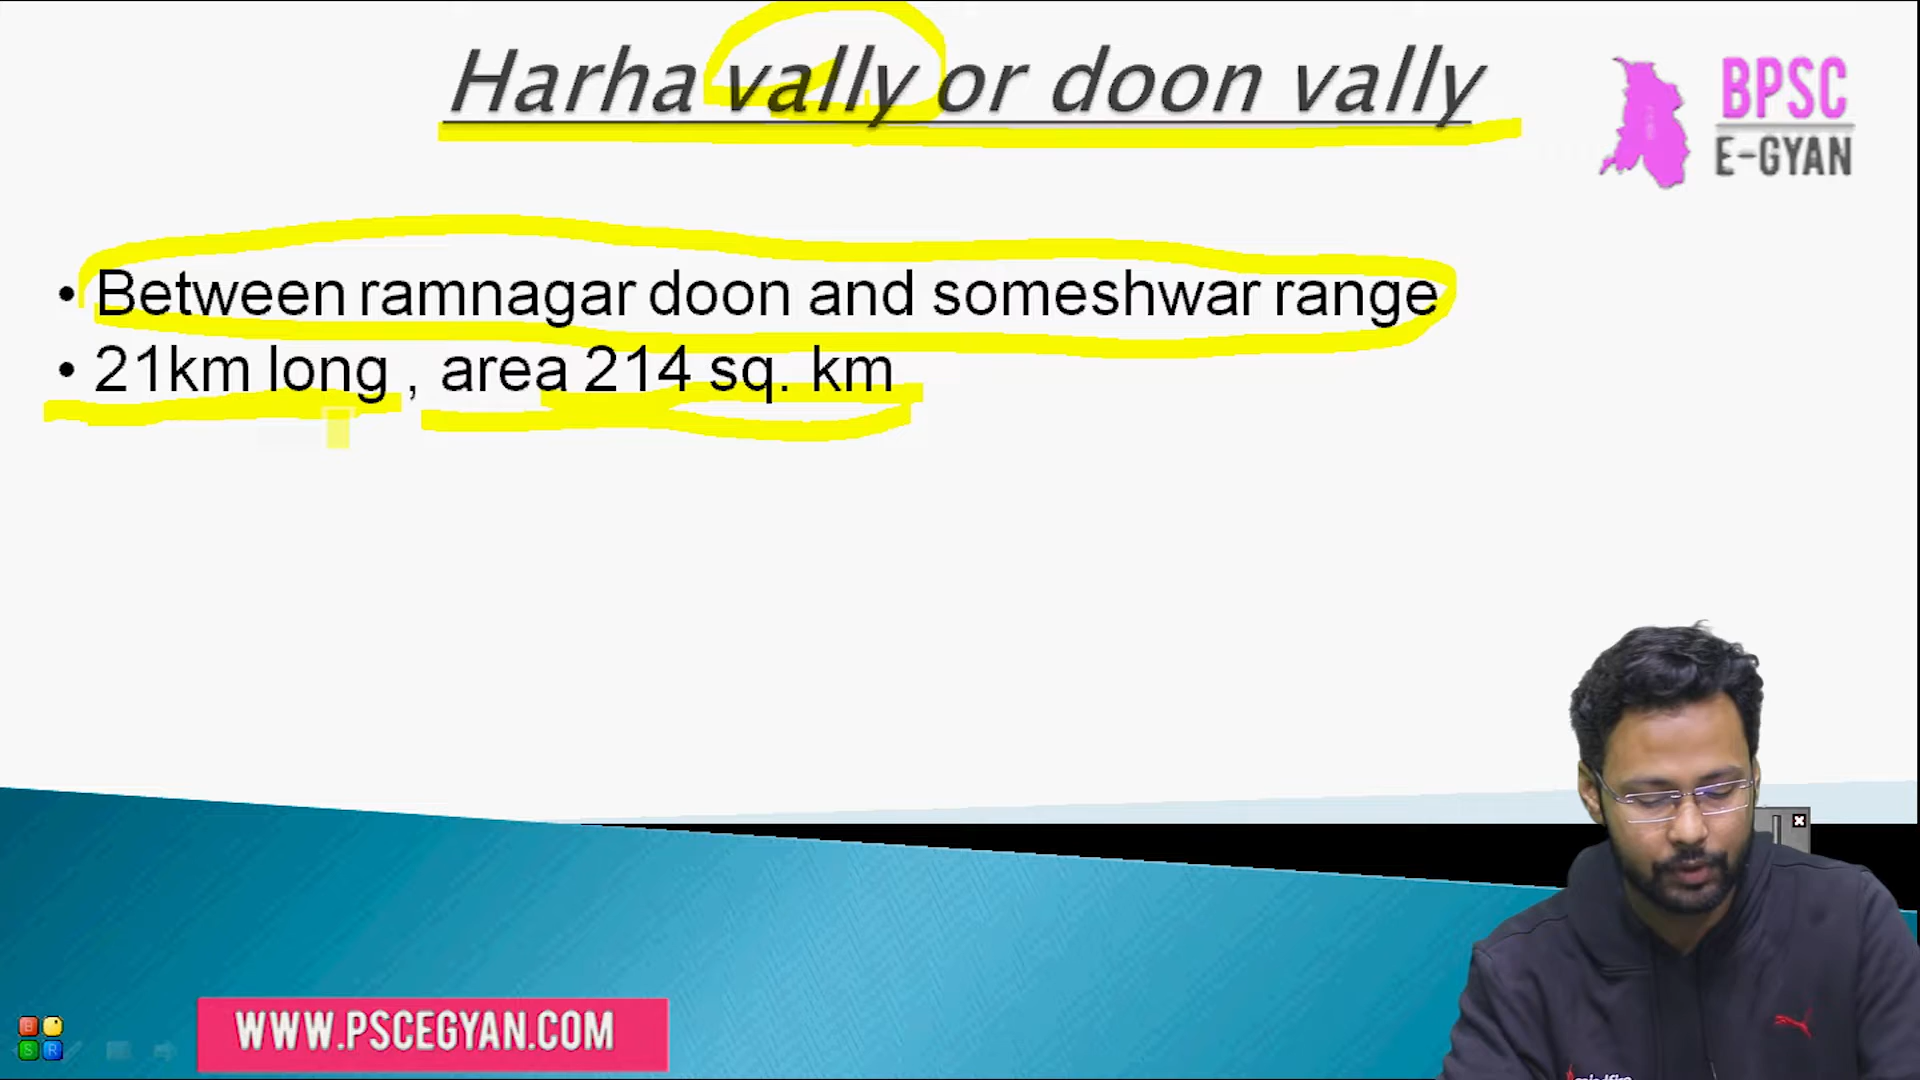 Harha vally or doon vally
BPSC
E-GYAN
• Between ramnagar doon and someshwar range
• 21km long , area 214 sq. km
WWW.PSCEGYAN.COM
B
S R